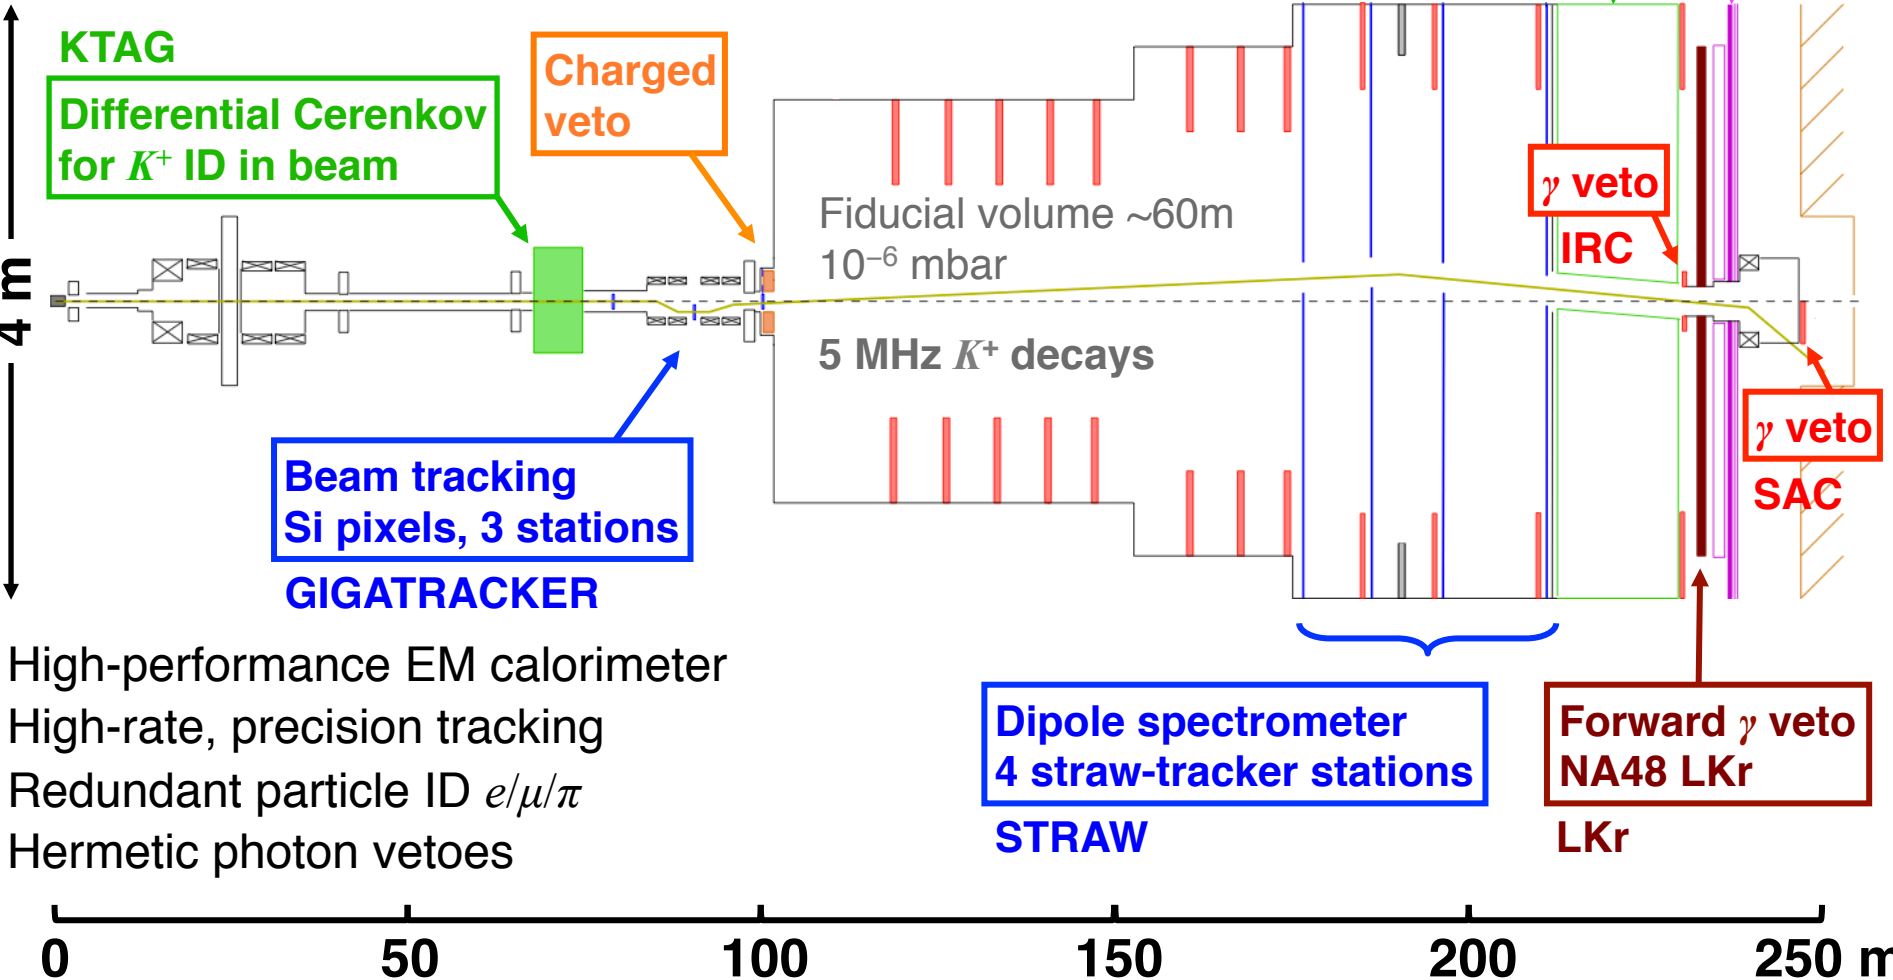 KTAG
Differential Cerenkov
for K⁺ ID in beam
Charged
veto
4 m
Fiducial volume ~60m
10⁻⁶ mbar
5 MHz K⁺ decays
γ veto
IRC
γ veto
SAC
Beam tracking
Si pixels, 3 stations
GIGATRACKER
High-performance EM calorimeter
High-rate, precision tracking
Redundant particle ID e/μ/π
Hermetic photon vetoes
Dipole spectrometer
4 straw-tracker stations
STRAW
Forward γ veto
NA48 LKr
LKr
0 50 100 150 200 250 m